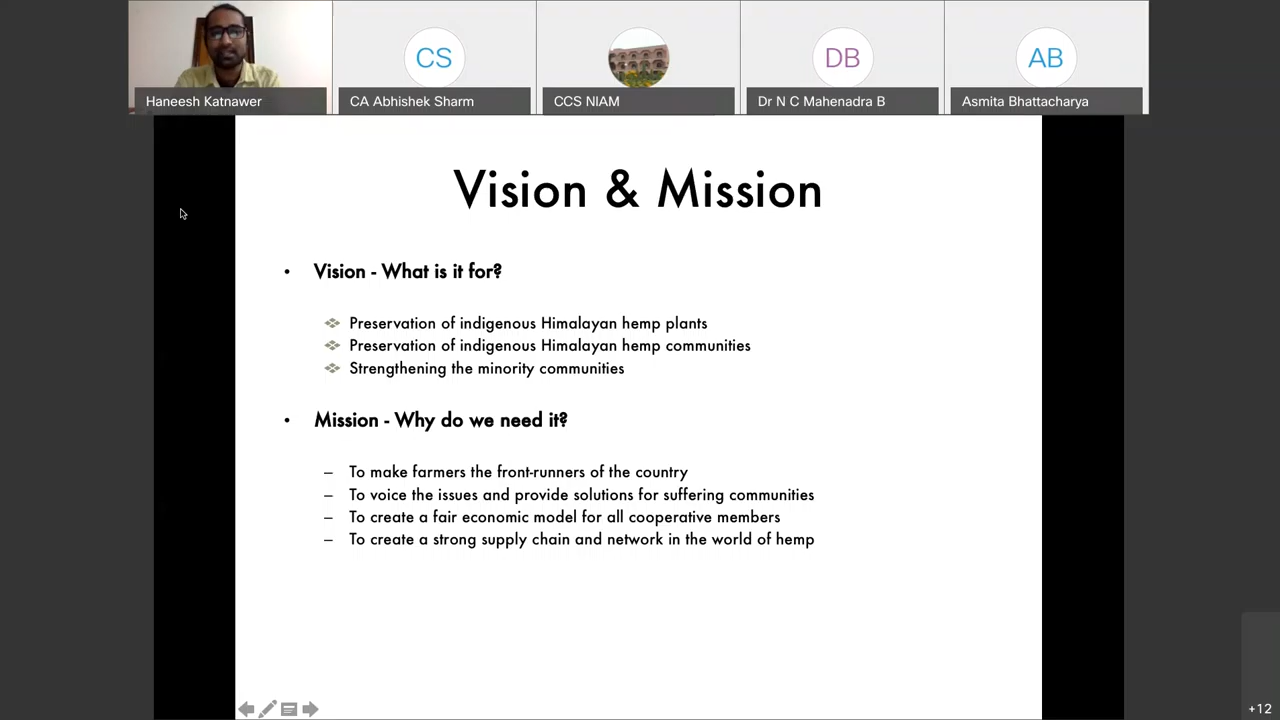 CS
DB
AB
Haneesh Katnawer
CA Abhishek Sharm
CCS NIAM
Dr N C Mahenadra B
Asmita Bhattacharya
Vision & Mission
• Vision - What is it for?
❖ Preservation of indigenous Himalayan hemp plants
❖ Preservation of indigenous Himalayan hemp communities
❖ Strengthening the minority communities
• Mission - Why do we need it?
– To make farmers the front-runners of the country
– To voice the issues and provide solutions for suffering communities
– To create a fair economic model for all cooperative members
– To create a strong supply chain and network in the world of hemp
+12